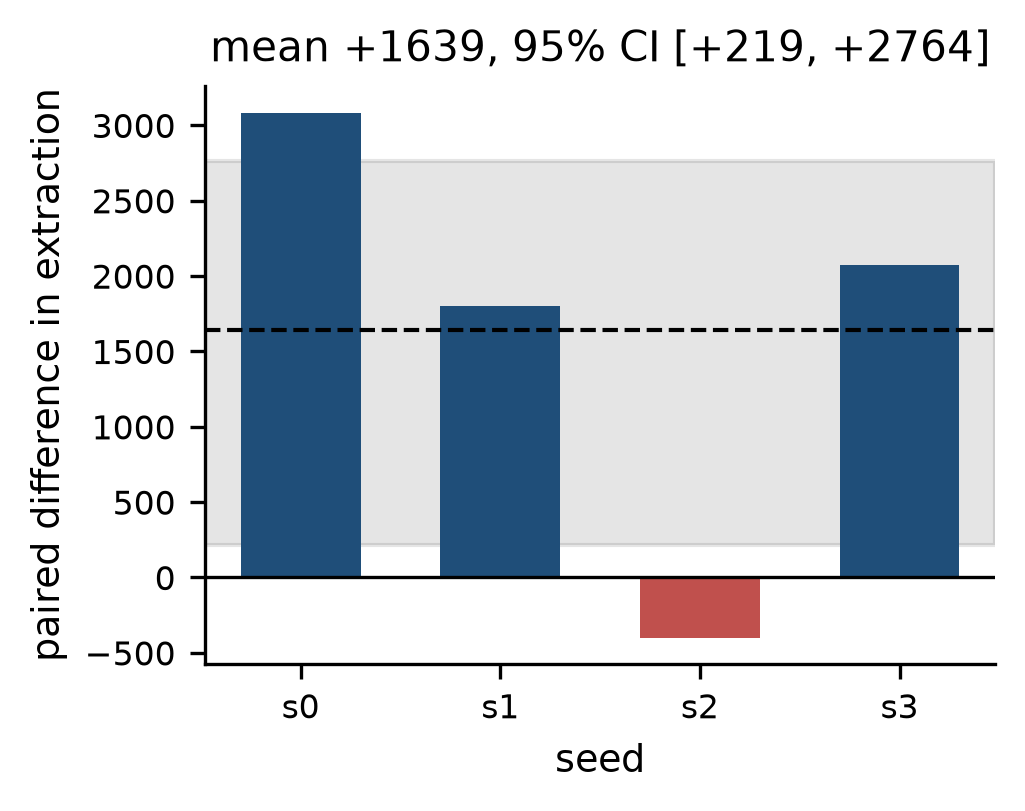 mean +1639, 95% CI [+219, +2764]
paired difference in extraction
3000
2500
2000
1500
1000
500
0
−500
s0 s1 s2 s3
seed